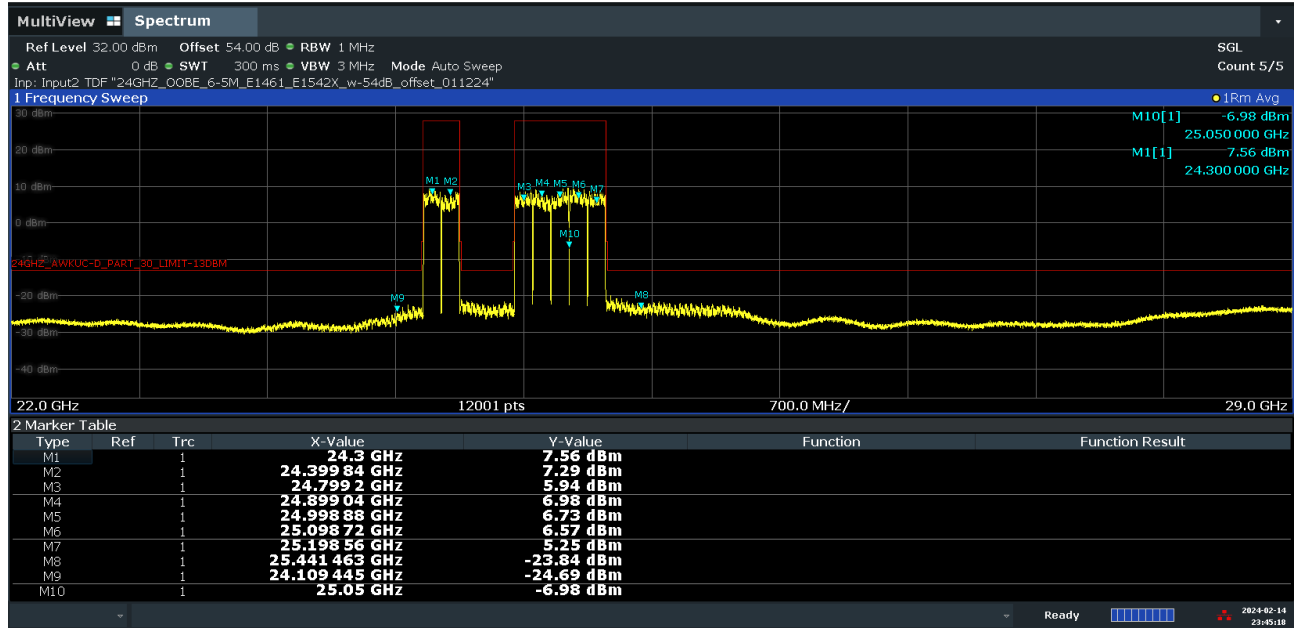 MultiView Spectrum
Ref Level 32.00 dBm Offset 54.00 dB RBW 1 MHz SGL
Att 0 dB SWT 300 ms VBW 3 MHz Mode Auto Sweep Count 5/5
Inp: Input2 TDF "24GHZ_OOBE_6-5M_E1461_E1542X_w-54dB_offset_011224"
1 Frequency Sweep 1Rm Avg
30 dBm
M10[1] -6.98 dBm
25.050 000 GHz
20 dBm
M1[1] 7.56 dBm
24.300 000 GHz
10 dBm
M1 M2 M3 M4 M5 M6 M7
0 dBm
M10
24GHZ_AWKUC-D_PART_30_LIMIT-13DBM
-20 dBm
M9 M8
-30 dBm
-40 dBm
22.0 GHz 12001 pts 700.0 MHz/ 29.0 GHz
2 Marker Table
Type Ref Trc X-Value Y-Value Function Function Result
M1 1 24.3 GHz 7.56 dBm
M2 1 24.399 84 GHz 7.29 dBm
M3 1 24.799 2 GHz 5.94 dBm
M4 1 24.899 04 GHz 6.98 dBm
M5 1 24.998 88 GHz 6.73 dBm
M6 1 25.098 72 GHz 6.57 dBm
M7 1 25.198 56 GHz 5.25 dBm
M8 1 25.441 463 GHz -23.84 dBm
M9 1 24.109 445 GHz -24.69 dBm
M10 1 25.05 GHz -6.98 dBm
Ready 2024-02-14
23:45:18